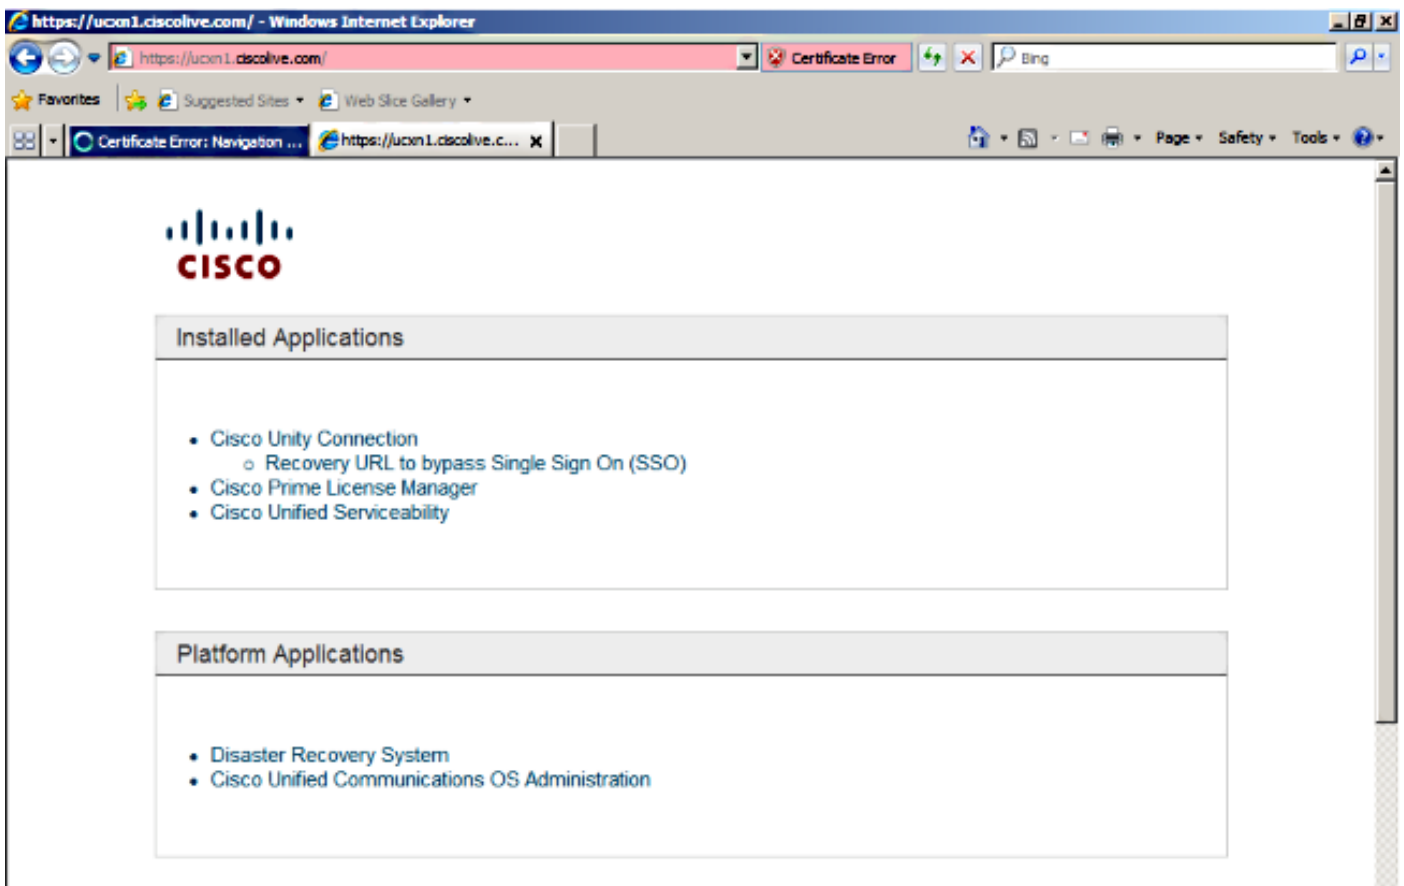 https://ucxn1.ciscolive.com/ - Windows Internet Explorer
https://ucxn1.ciscolive.com/ Certificate Error Bing
Favorites Suggested Sites Web Slice Gallery
Certificate Error: Navigation ... https://ucxn1.ciscolive.c... Page Safety Tools
CISCO
Installed Applications
Cisco Unity Connection
Recovery URL to bypass Single Sign On (SSO)
Cisco Prime License Manager
Cisco Unified Serviceability
Platform Applications
Disaster Recovery System
Cisco Unified Communications OS Administration